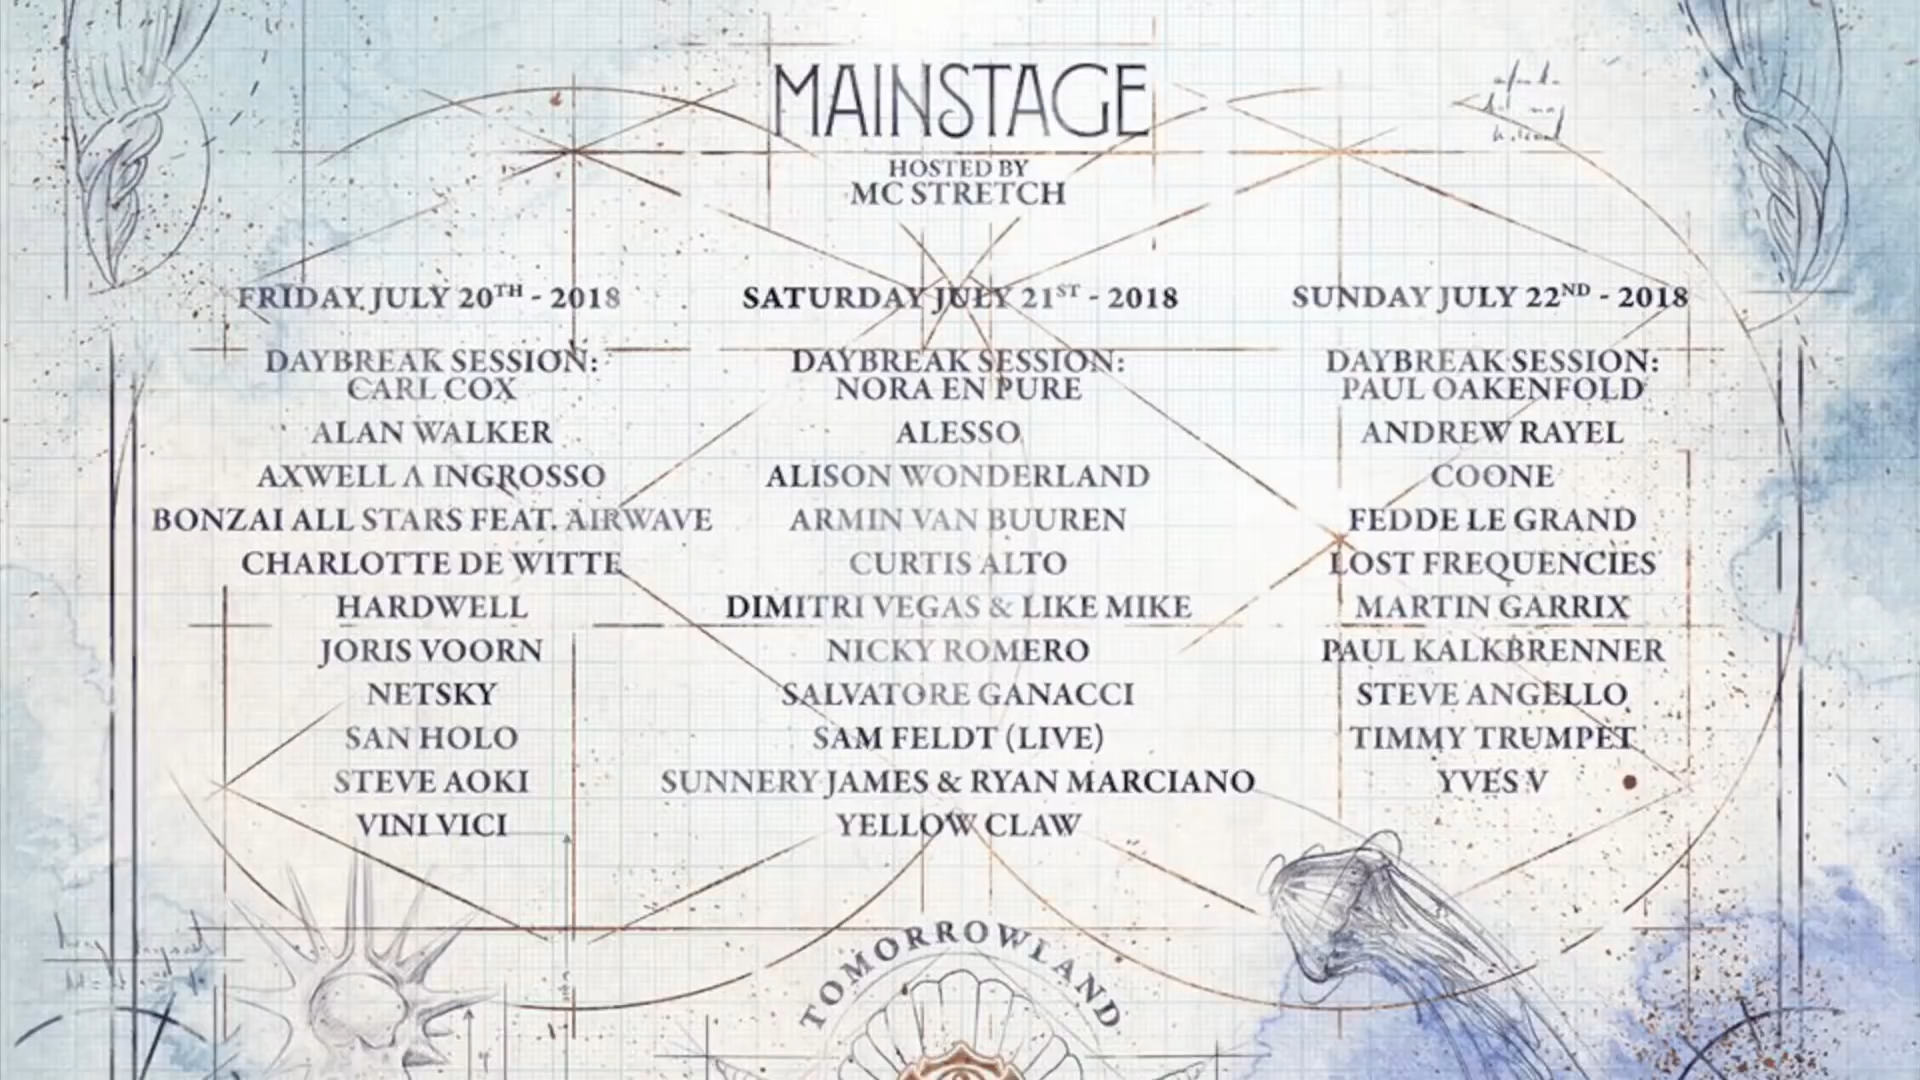 MAINSTAGE
HOSTED BY
MC STRETCH
FRIDAY JULY 20TH - 2018
DAYBREAK SESSION:
CARL COX
ALAN WALKER
AXWELL Λ INGROSSO
BONZAI ALL STARS FEAT. AIRWAVE
CHARLOTTE DE WITTE
HARDWELL
JORIS VOORN
NETSKY
SAN HOLO
STEVE AOKI
VINI VICI
SATURDAY JULY 21ST - 2018
DAYBREAK SESSION:
NORA EN PURE
ALESSO
ALISON WONDERLAND
ARMIN VAN BUUREN
CURTIS ALTO
DIMITRI VEGAS & LIKE MIKE
NICKY ROMERO
SALVATORE GANACCI
SAM FELDT (LIVE)
SUNNERY JAMES & RYAN MARCIANO
YELLOW CLAW
SUNDAY JULY 22ND - 2018
DAYBREAK SESSION:
PAUL OAKENFOLD
ANDREW RAYEL
COONE
FEDDE LE GRAND
LOST FREQUENCIES
MARTIN GARRIX
PAUL KALKBRENNER
STEVE ANGELLO
TIMMY TRUMPET
YVES V
TOMORROWLAND